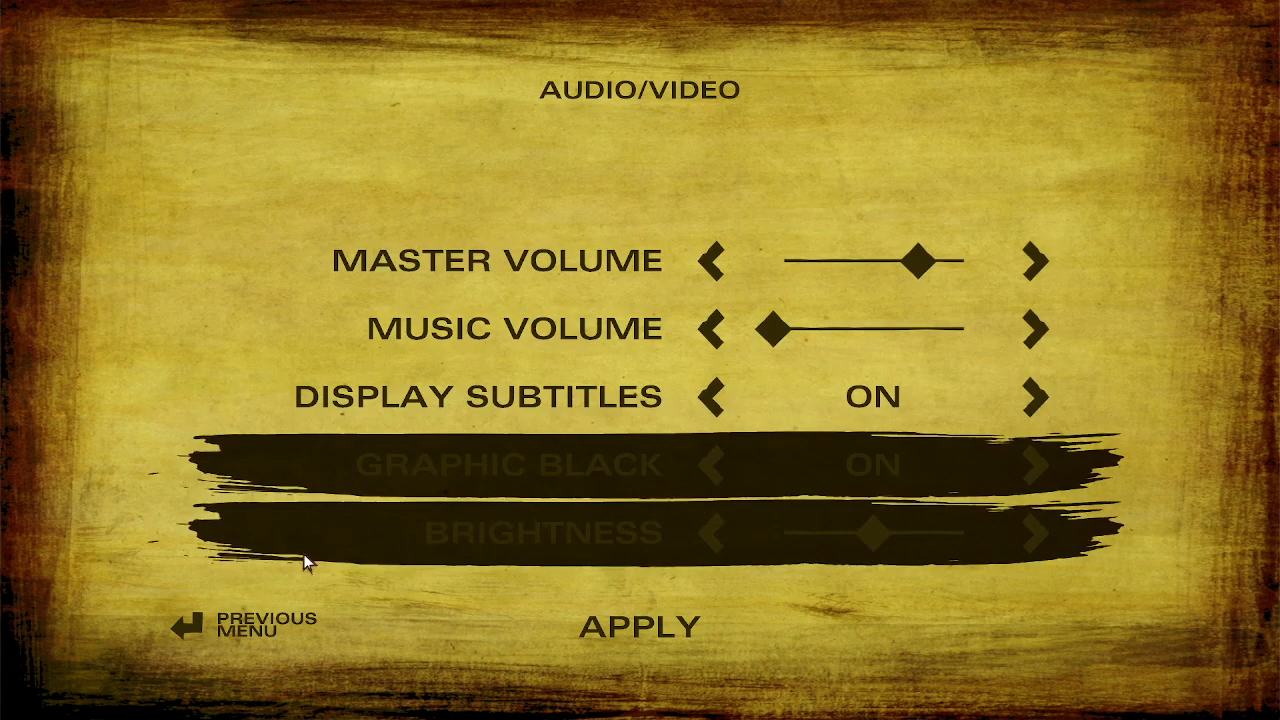 AUDIO/VIDEO
MASTER VOLUME
MUSIC VOLUME
DISPLAY SUBTITLES ON
GRAPHIC BLACK ON
BRIGHTNESS
PREVIOUS
MENU
APPLY